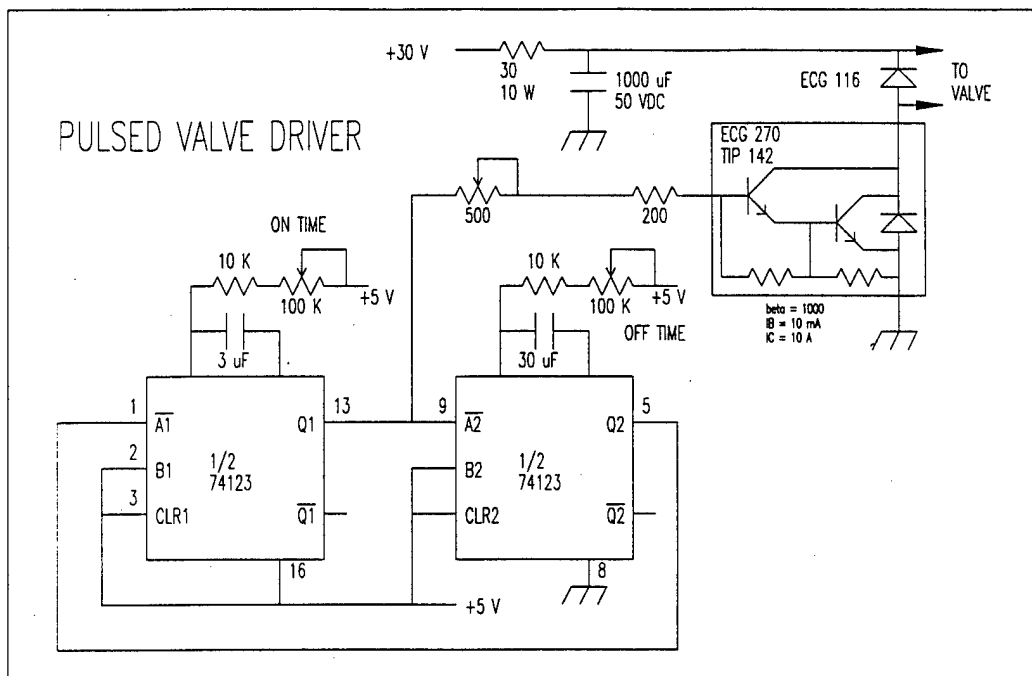 +30 V
30
10 W
1000 uF
50 VDC
ECG 116
TO
VALVE
PULSED VALVE DRIVER
ECG 270
TIP 142
500
200
ON TIME
10 K
100 K
+5 V
3 uF
10 K
100 K
+5 V
OFF TIME
30 uF
beta = 1000
IB = 10 mA
IC = 10 A
1
A1
2
B1
3
CLR1
1/2
74123
Q1
13
Q1
16
9
A2
B2
CLR2
1/2
74123
Q2
5
Q2
8
+5 V